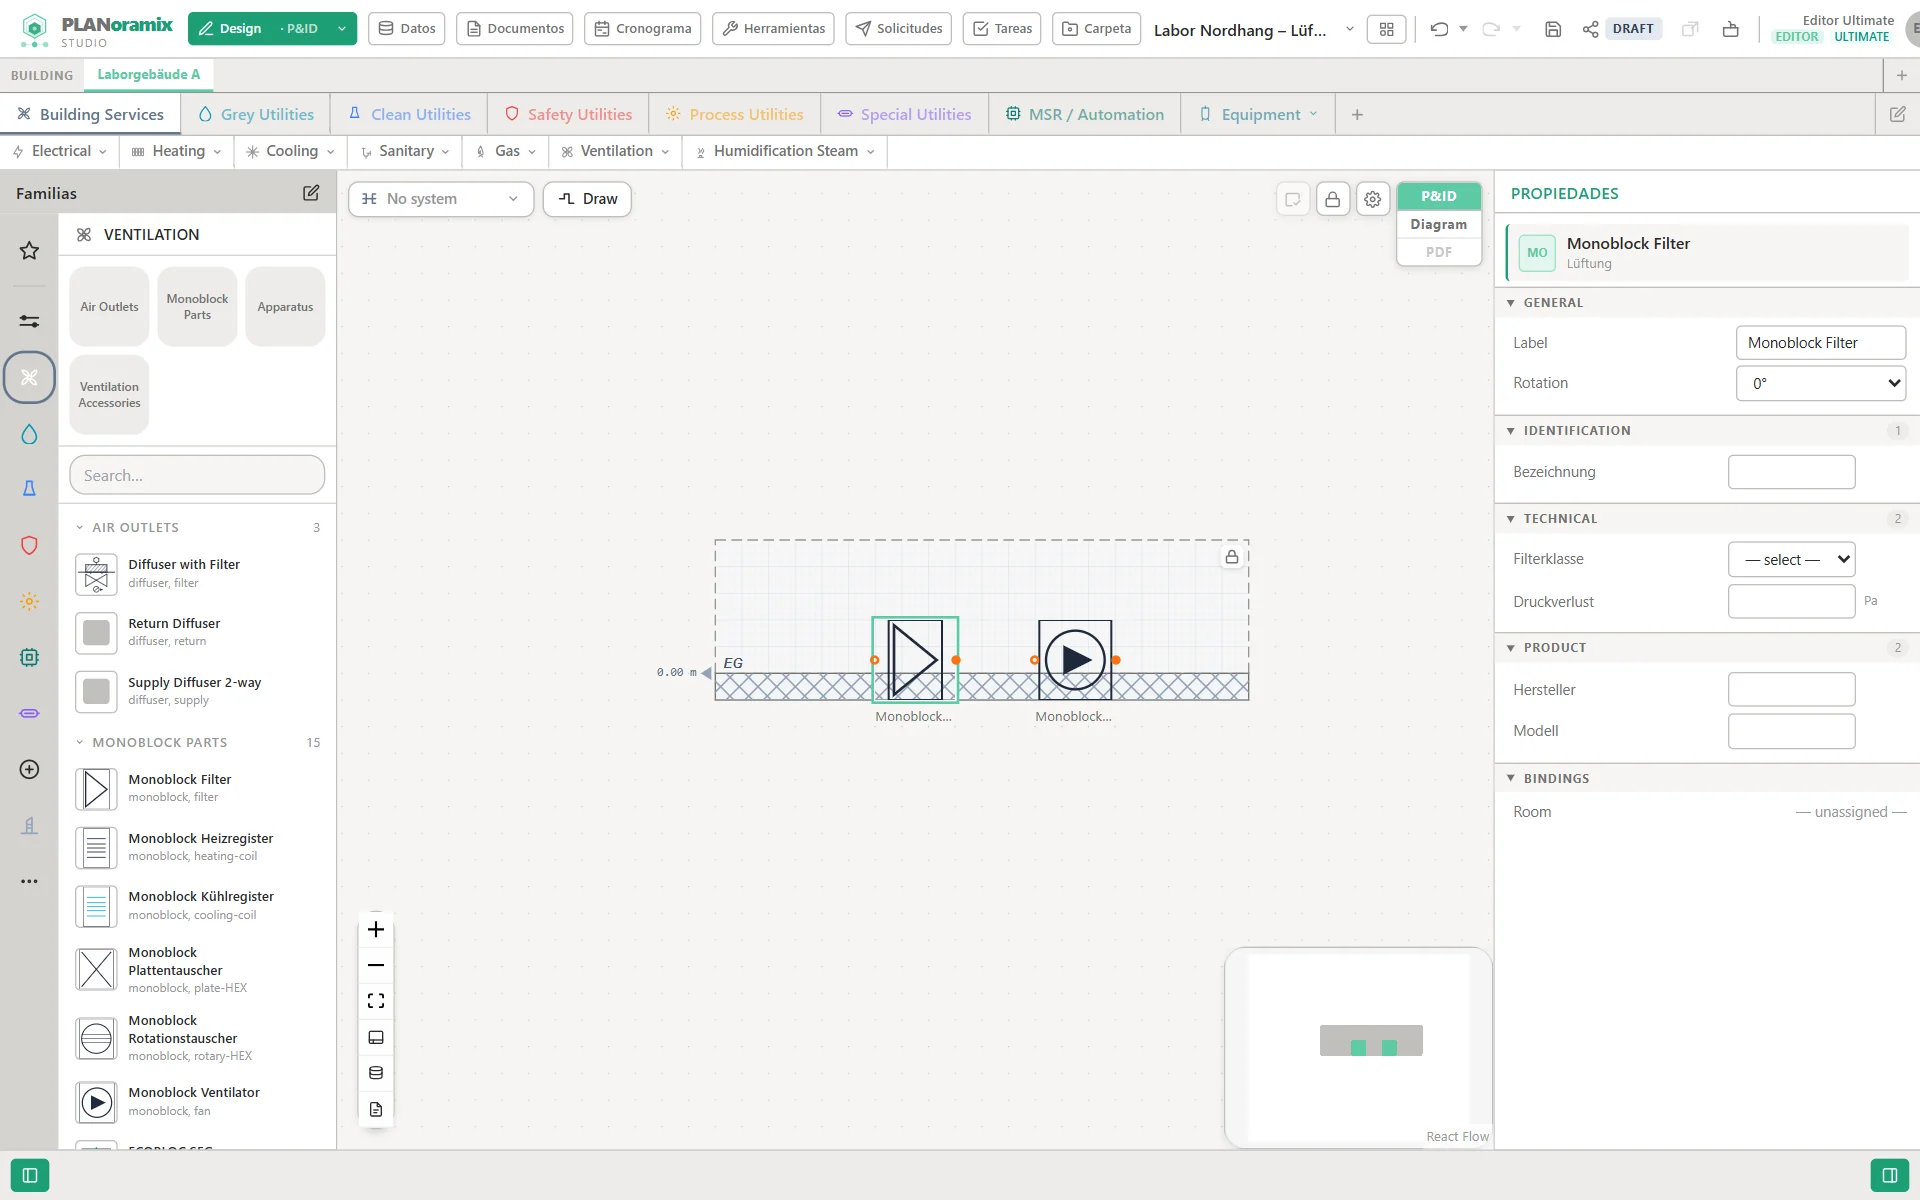 PLANoramix
STUDIO
Design · P&ID
Datos
Documentos
Cronograma
Herramientas
Solicitudes
Tareas
Carpeta
Labor Nordhang – Lüf...
DRAFT
Editor Ultimate
EDITOR ULTIMATE
BUILDING
Laborgebäude A
Building Services
Grey Utilities
Clean Utilities
Safety Utilities
Process Utilities
Special Utilities
MSR / Automation
Equipment
Electrical
Heating
Cooling
Sanitary
Gas
Ventilation
Humidification Steam
Familias
VENTILATION
Air Outlets
Monoblock
Parts
Apparatus
Ventilation
Accessories
Search...
AIR OUTLETS 3
Diffuser with Filter
diffuser, filter
Return Diffuser
diffuser, return
Supply Diffuser 2-way
diffuser, supply
MONOBLOCK PARTS 15
Monoblock Filter
monoblock, filter
Monoblock Heizregister
monoblock, heating-coil
Monoblock Kühlregister
monoblock, cooling-coil
Monoblock
Plattentauscher
monoblock, plate-HEX
Monoblock
Rotationstauscher
monoblock, rotary-HEX
Monoblock Ventilator
monoblock, fan
No system
Draw
P&ID
Diagram
PDF
0.00 m
EG
Monoblock...
Monoblock...
React Flow
PROPIEDADES
MO
Monoblock Filter
Lüftung
GENERAL
Label Monoblock Filter
Rotation 0°
IDENTIFICATION 1
Bezeichnung
TECHNICAL 2
Filterklasse — select —
Druckverlust Pa
PRODUCT 2
Hersteller
Modell
BINDINGS
Room — unassigned —